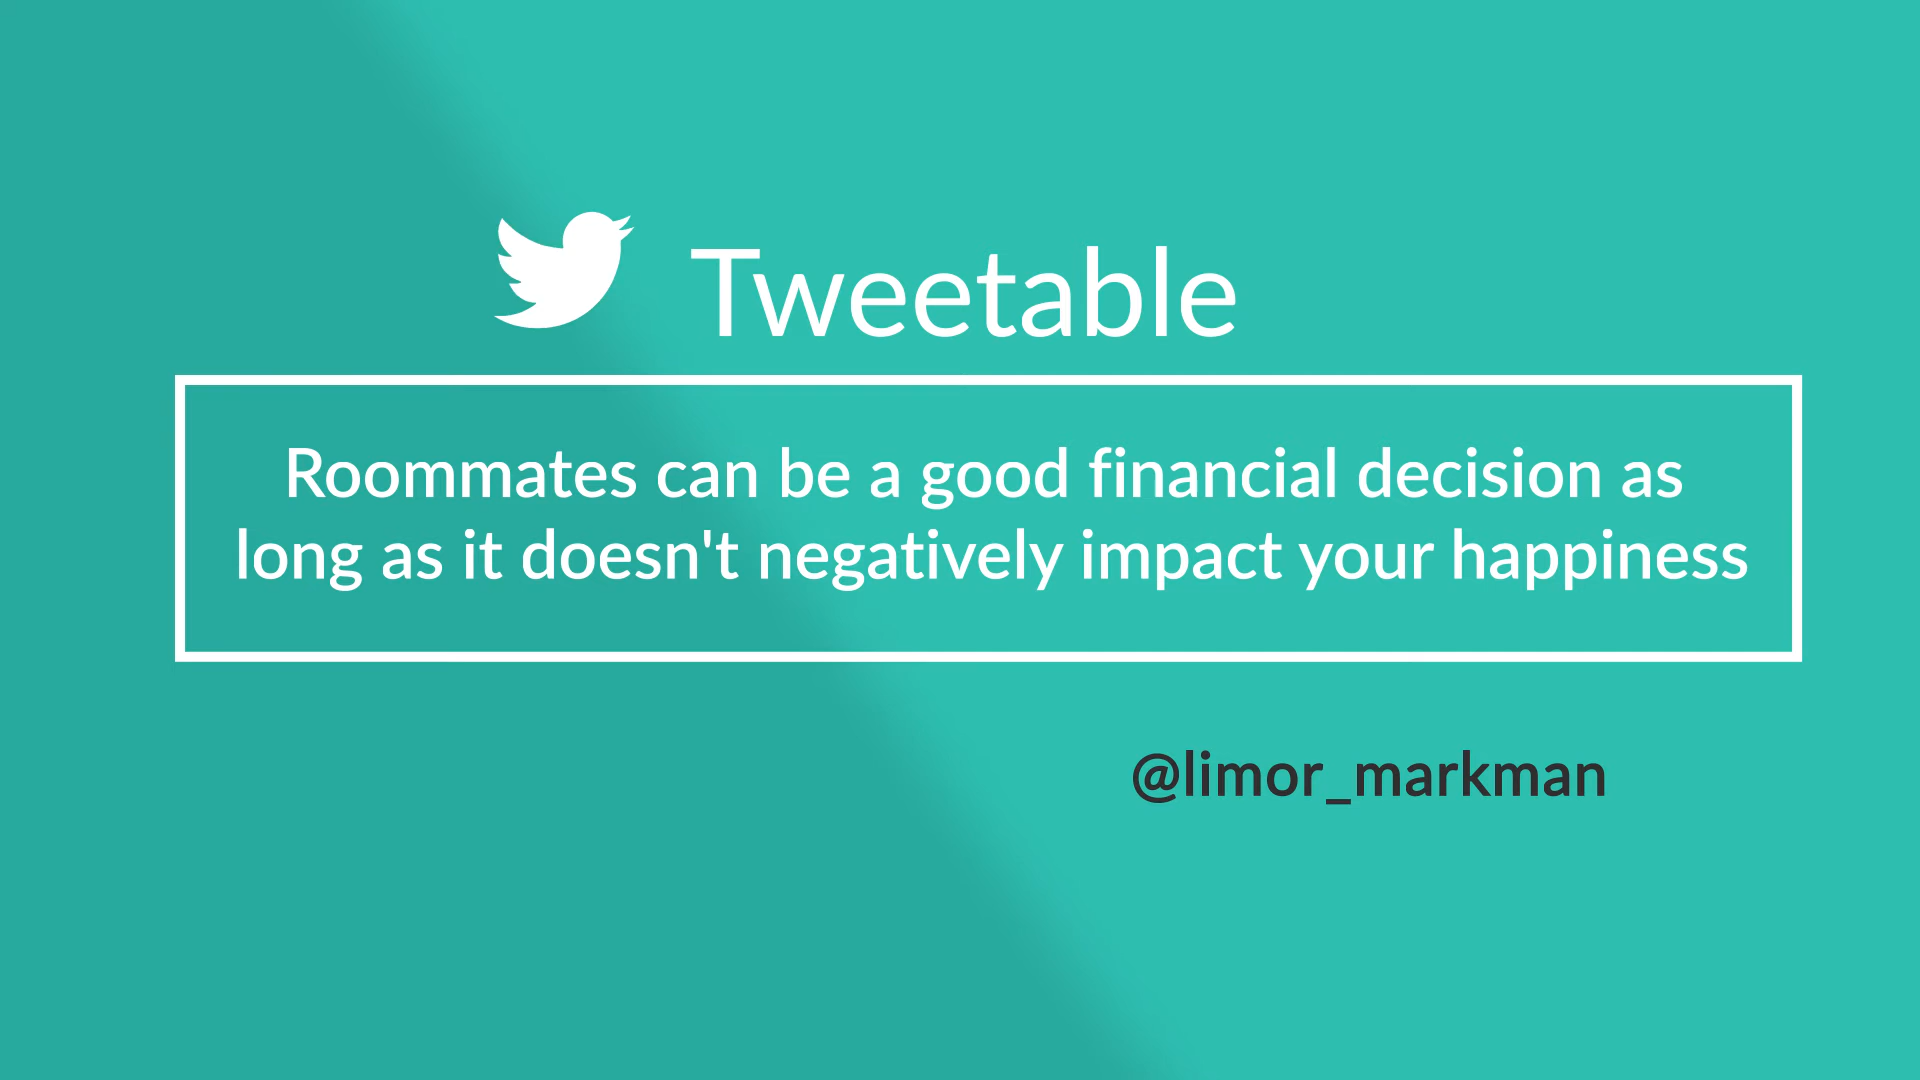 Tweetable
Roommates can be a good financial decision as
long as it doesn't negatively impact your happiness
@limor_markman